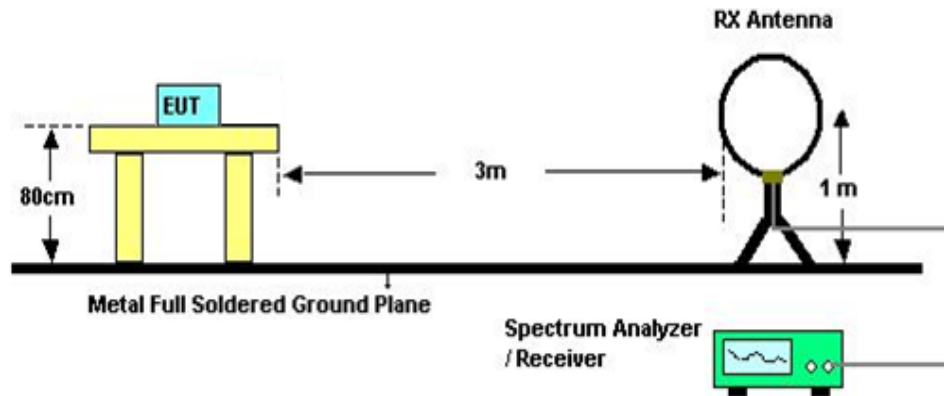 RX Antenna
EUT
80cm
3m
1 m
Metal Full Soldered Ground Plane
Spectrum Analyzer
/ Receiver